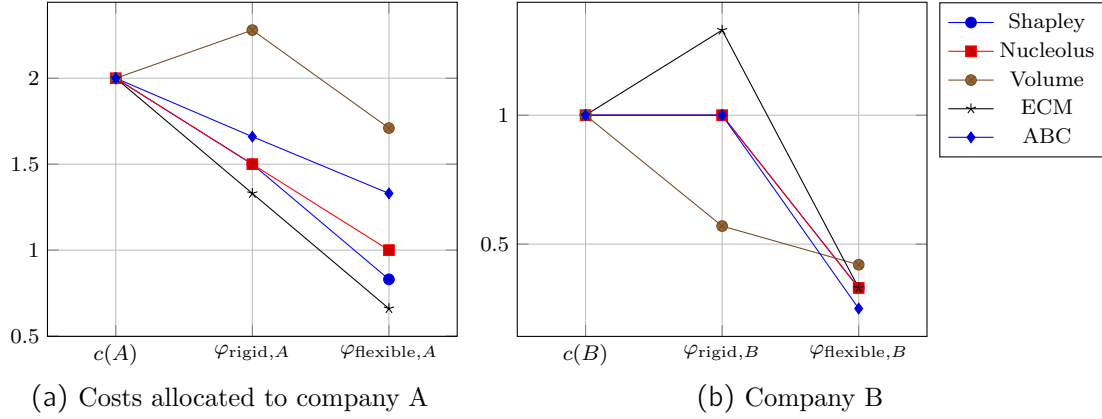 2
1.5
1
0.5
c(A)
φrigid,A
φflexible,A
(a) Costs allocated to company A
1
0.5
c(B)
φrigid,B
φflexible,B
(b) Company B
Shapley
Nucleolus
Volume
ECM
ABC